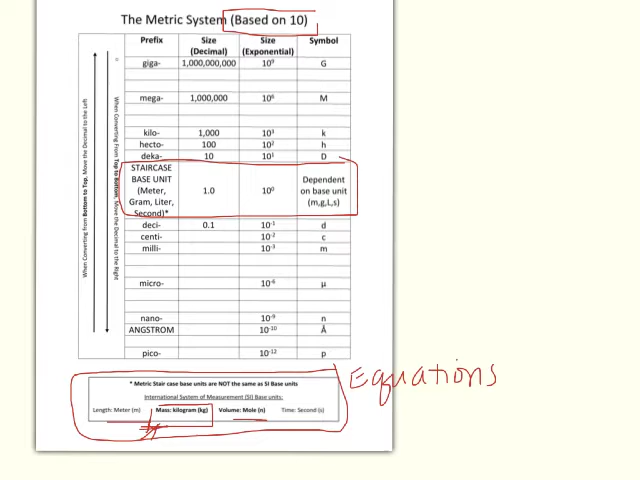 The Metric System (Based on 10)
Prefix Size (Decimal) Size (Exponential) Symbol
giga- 1,000,000,000 10⁹ G
mega- 1,000,000 10⁶ M
kilo- 1,000 10³ k
hecto- 100 10² h
deka- 10 10¹ D
STAIRCASE BASE UNIT (Meter, Gram, Liter, Second)* 1.0 10⁰ Dependent on base unit (m,g,L,s)
deci- 0.1 10⁻¹ d
centi- 10⁻² c
milli- 10⁻³ m
micro- 10⁻⁶ μ
nano- 10⁻⁹ n
ANGSTROM 10⁻¹⁰ Å
pico- 10⁻¹² p
When Converting from Bottom to Top, Move the Decimal to the Left
When Converting From Top to Bottom, Move the Decimal to the Right
* Metric Stair case base units are NOT the same as SI Base units
International System of Measurement (SI) Base units:
Length: Meter (m) Mass: kilogram (kg) Volume: Mole (n) Time: Second (s)
Equations